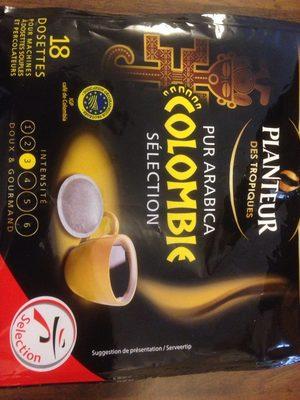 PLANTEUR
DES TROPIQUES
PUR ARABICA
COLOMBIE
SÉLECTION
IGP
café de Colombia
18
DOSETTES
POUR MACHINES
À DOSETTES SOUPLES
ET PERCOLATEURS
INTENSITÉ
1 2 3 4 5 6
DOUX & GOURMAND
Sélection
Suggestion de présentation / Serveertip